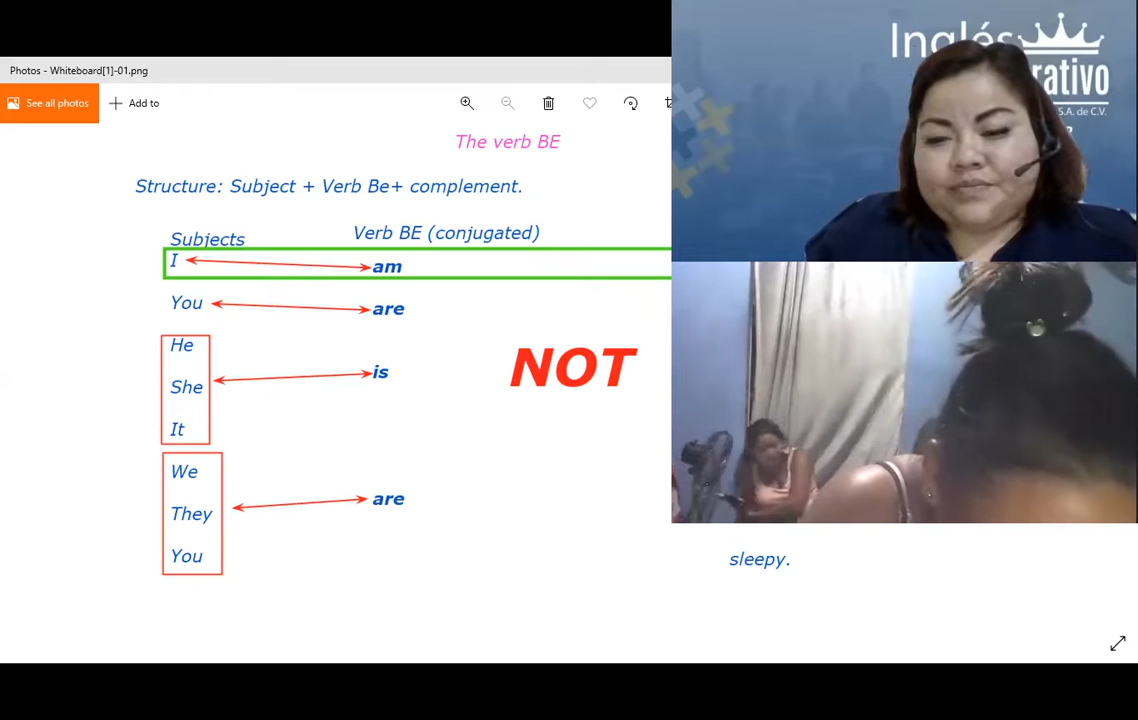 Photos - Whiteboard[1]-01.png
See all photos
Add to
The verb BE
Structure: Subject + Verb Be+ complement.
Subjects
Verb BE (conjugated)
I
am
You
are
He
She
is
It
NOT
We
They
are
You
sleepy.
Inglés
rativo
S.A. de C.V.